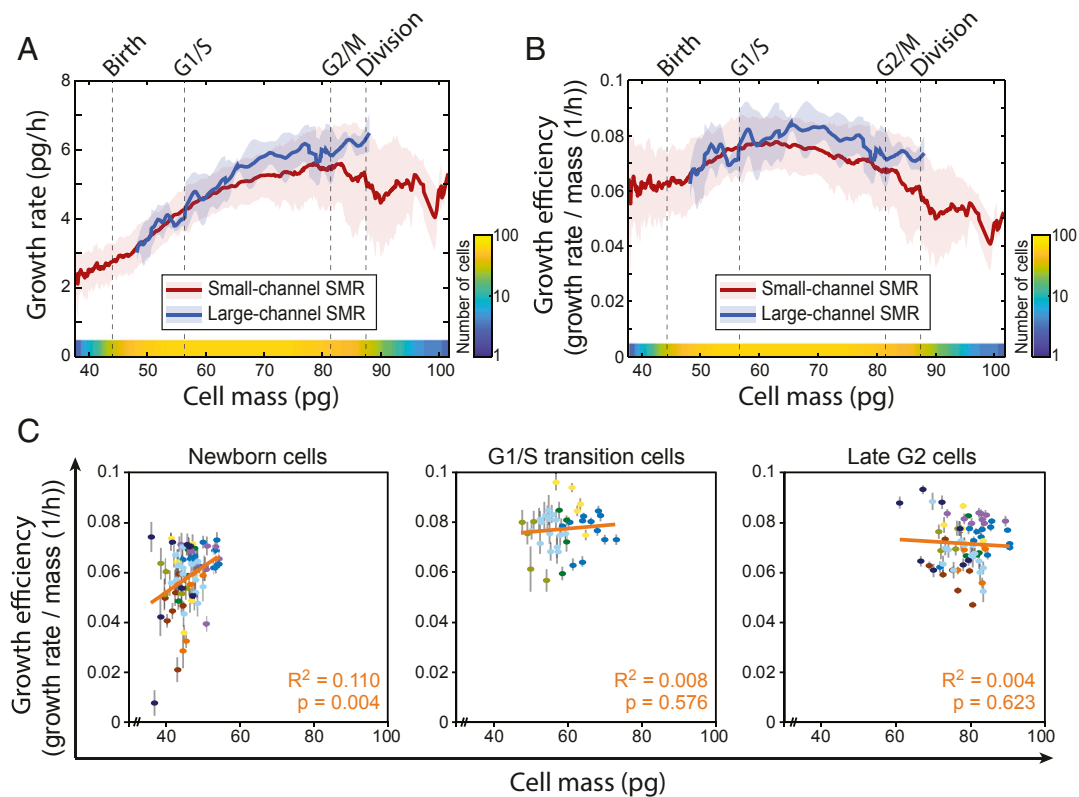 A
Birth
G1/S
G2/M
Division
8
6
4
2
0
Growth rate (pg/h)
Small-channel SMR
Large-channel SMR
100
10
1
Number of cells
40
50
60
70
80
90
100
Cell mass (pg)
B
Birth
G1/S
G2/M
Division
0.1
0.08
0.06
0.04
0.02
0
Growth efficiency
(growth rate / mass (1/h))
Small-channel SMR
Large-channel SMR
100
10
1
Number of cells
40
50
60
70
80
90
100
Cell mass (pg)
C
Growth efficiency
(growth rate / mass (1/h))
Newborn cells
0.1
0.08
0.06
0.04
0.02
0
R² = 0.110
p = 0.004
40
60
80
100
G1/S transition cells
0.1
0.08
0.06
0.04
0.02
0
R² = 0.008
p = 0.576
40
60
80
100
Late G2 cells
0.1
0.08
0.06
0.04
0.02
0
R² = 0.004
p = 0.623
40
60
80
100
Cell mass (pg)